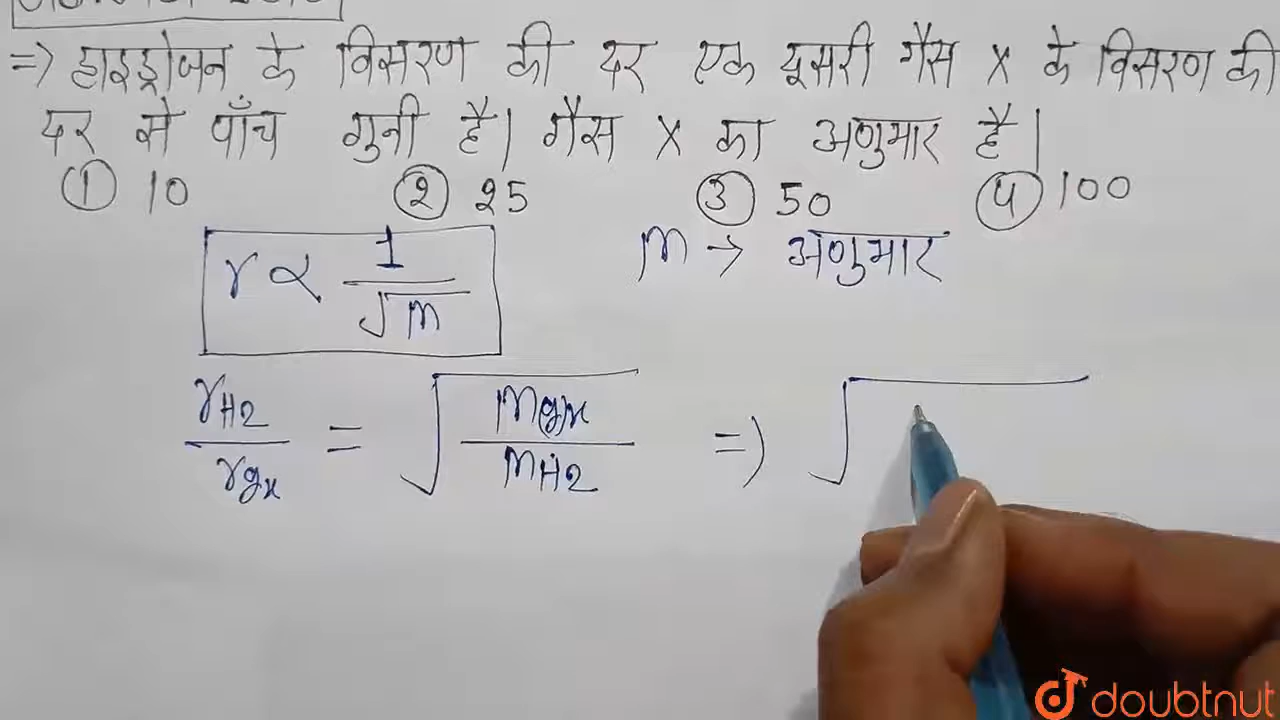 => हाइड्रोजन के विसरण की दर एक दूसरी गैस X के विसरण की
दर से पाँच गुनी है। गैस X का अणुभार है।
① 10 ② 25 ③ 50 ④ 100
r ∝ 1/√m m → अणुभार
rH2/rgx = √(mgx/mH2) => √
doubtnut